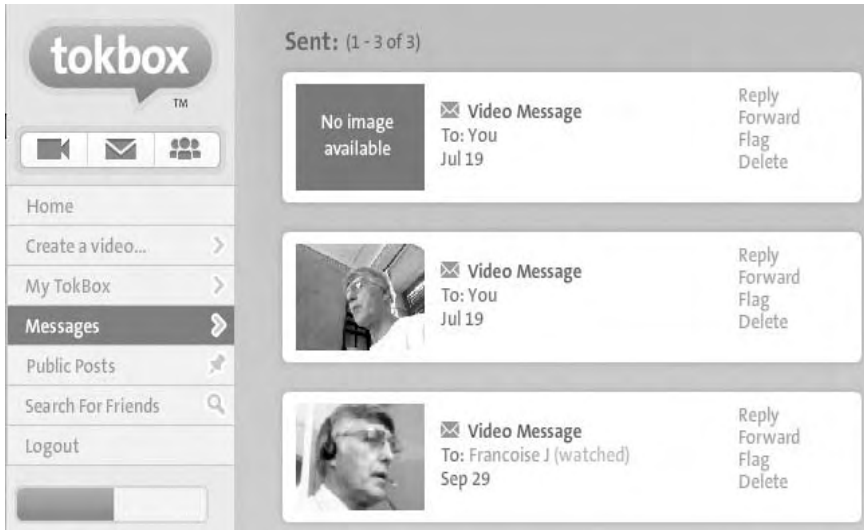 tokbox
TM
Home
Create a video...
My TokBox
Messages
Public Posts
Search For Friends
Logout
Sent: (1 - 3 of 3)
No image
available
Video Message
To: You
Jul 19
Reply
Forward
Flag
Delete
Video Message
To: You
Jul 19
Reply
Forward
Flag
Delete
Video Message
To: Francoise J (watched)
Sep 29
Reply
Forward
Flag
Delete